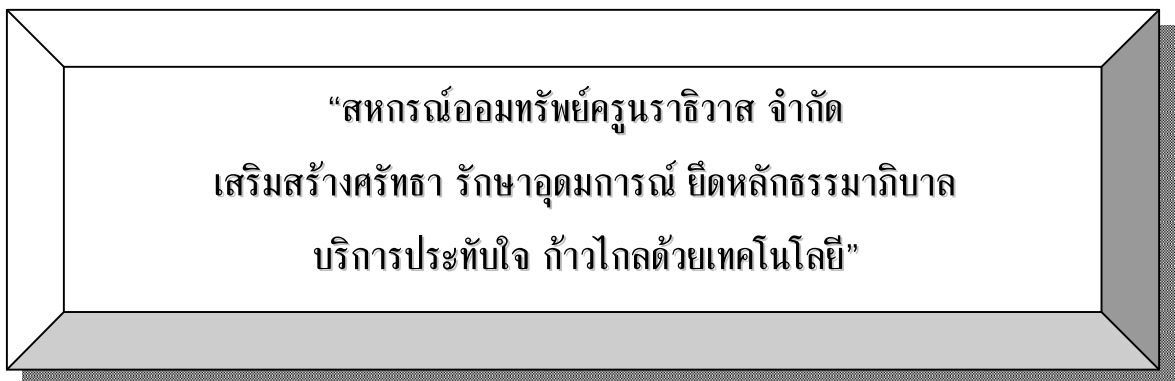 “สหกรณ์ออมทรัพย์ครูนราธิวาส จำกัด
เสริมสร้างศรัทธา รักษาอุดมการณ์ ยึดหลักธรรมาภิบาล
บริการประทับใจ ก้าวไกลด้วยเทคโนโลยี”